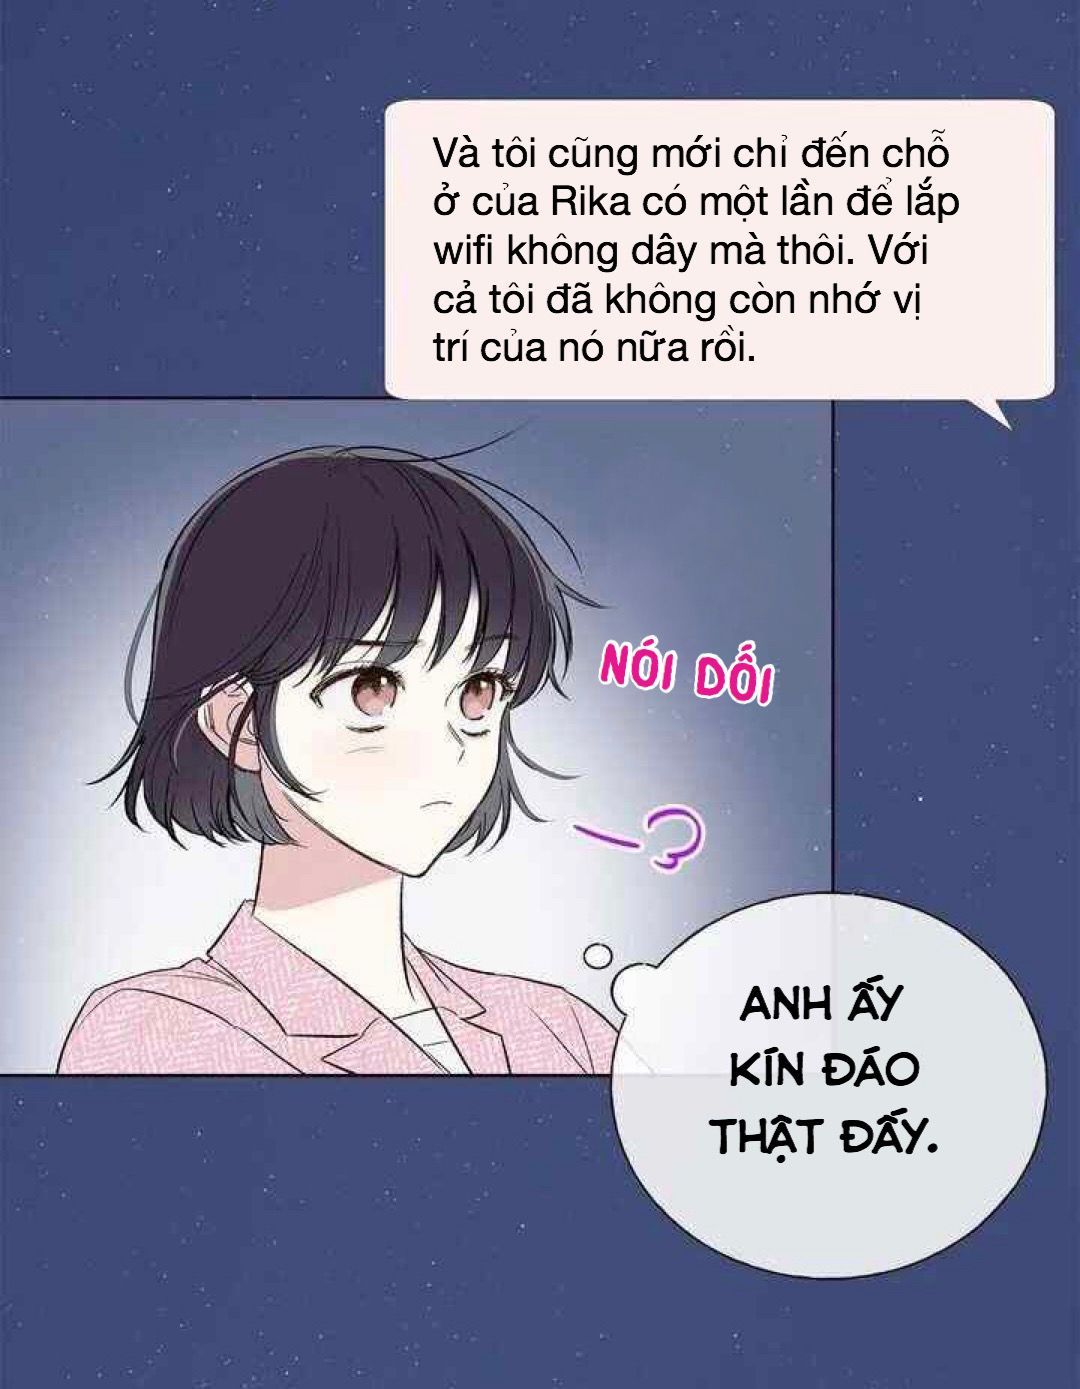 Và tôi cũng mới chỉ đến chỗ
ở của Rika có một lần để lắp
wifi không dây mà thôi. Với
cả tôi đã không còn nhớ vị
trí của nó nữa rồi.
NÓI DỐI
ANH ẤY
KÍN ĐÁO
THẬT ĐẤY.